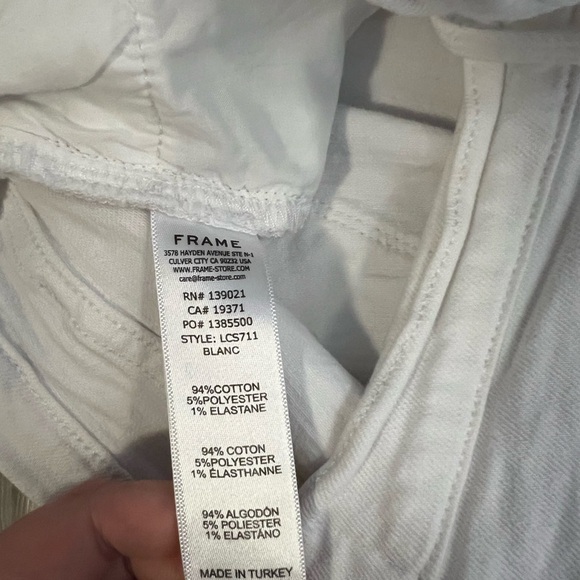 FRAME
3578 HAYDEN AVENUE STE N-1
CULVER CITY CA 90232 USA
WWW.FRAME-STORE.COM
care@frame-store.com
RN# 139021
CA# 19371
PO# 1385500
STYLE: LCS711
BLANC
94%COTTON
5%POLYESTER
1% ELASTANE
94% COTON
5%POLYESTER
1% ÉLASTHANNE
94% ALGODÓN
5% POLIESTER
1% ELASTÁNO
MADE IN TURKEY